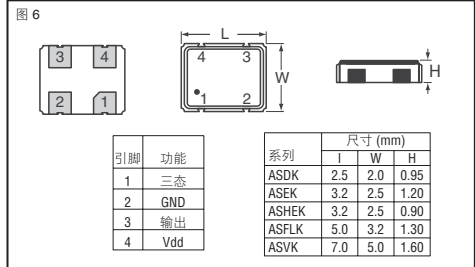 图 6
L
3 4
4 3
W
H
2 1
1 2
引脚 功能
1 三态
2 GND
3 输出
4 Vdd
系列 尺寸 (mm)
l W H
ASDK 2.5 2.0 0.95
ASEK 3.2 2.5 1.20
ASHEK 3.2 2.5 0.90
ASFLK 5.0 3.2 1.30
ASVK 7.0 5.0 1.60